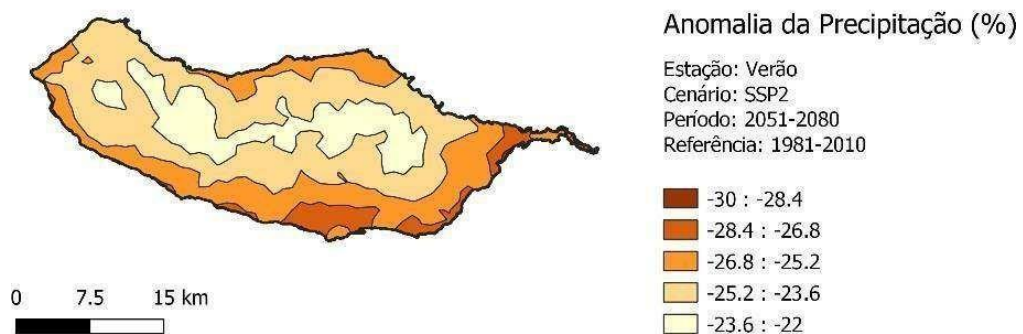 Anomalia da Precipitação (%)
Estação: Verão
Cenário: SSP2
Período: 2051-2080
Referência: 1981-2010
-30 : -28.4
-28.4 : -26.8
-26.8 : -25.2
-25.2 : -23.6
-23.6 : -22
0 7.5 15 km